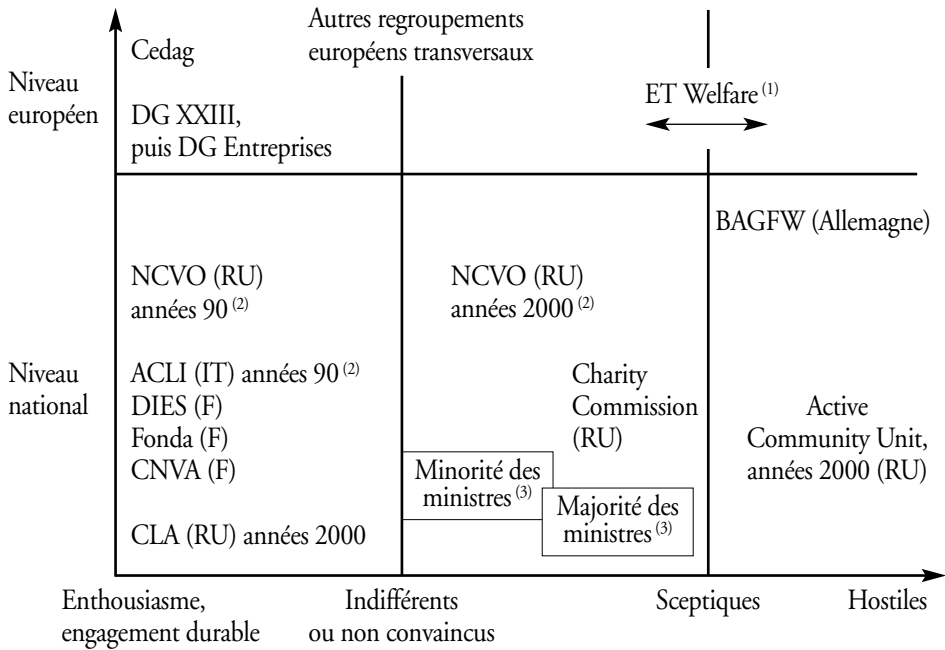 Autres regroupements
européens transversaux
Cedag
Niveau
européen
DG XXIII,
puis DG Entreprises
ET Welfare (1)
BAGFW (Allemagne)
NCVO (RU)
années 90 (2)
NCVO (RU)
années 2000 (2)
Niveau
national
ACLI (IT) années 90 (2)
DIES (F)
Fonda (F)
CNVA (F)
CLA (RU) années 2000
Charity
Commission
(RU)
Active
Community Unit,
années 2000 (RU)
Minorité des
ministres (3)
Majorité des
ministres (3)
Enthousiasme,
engagement durable
Indifférents
ou non convaincus
Sceptiques
Hostiles